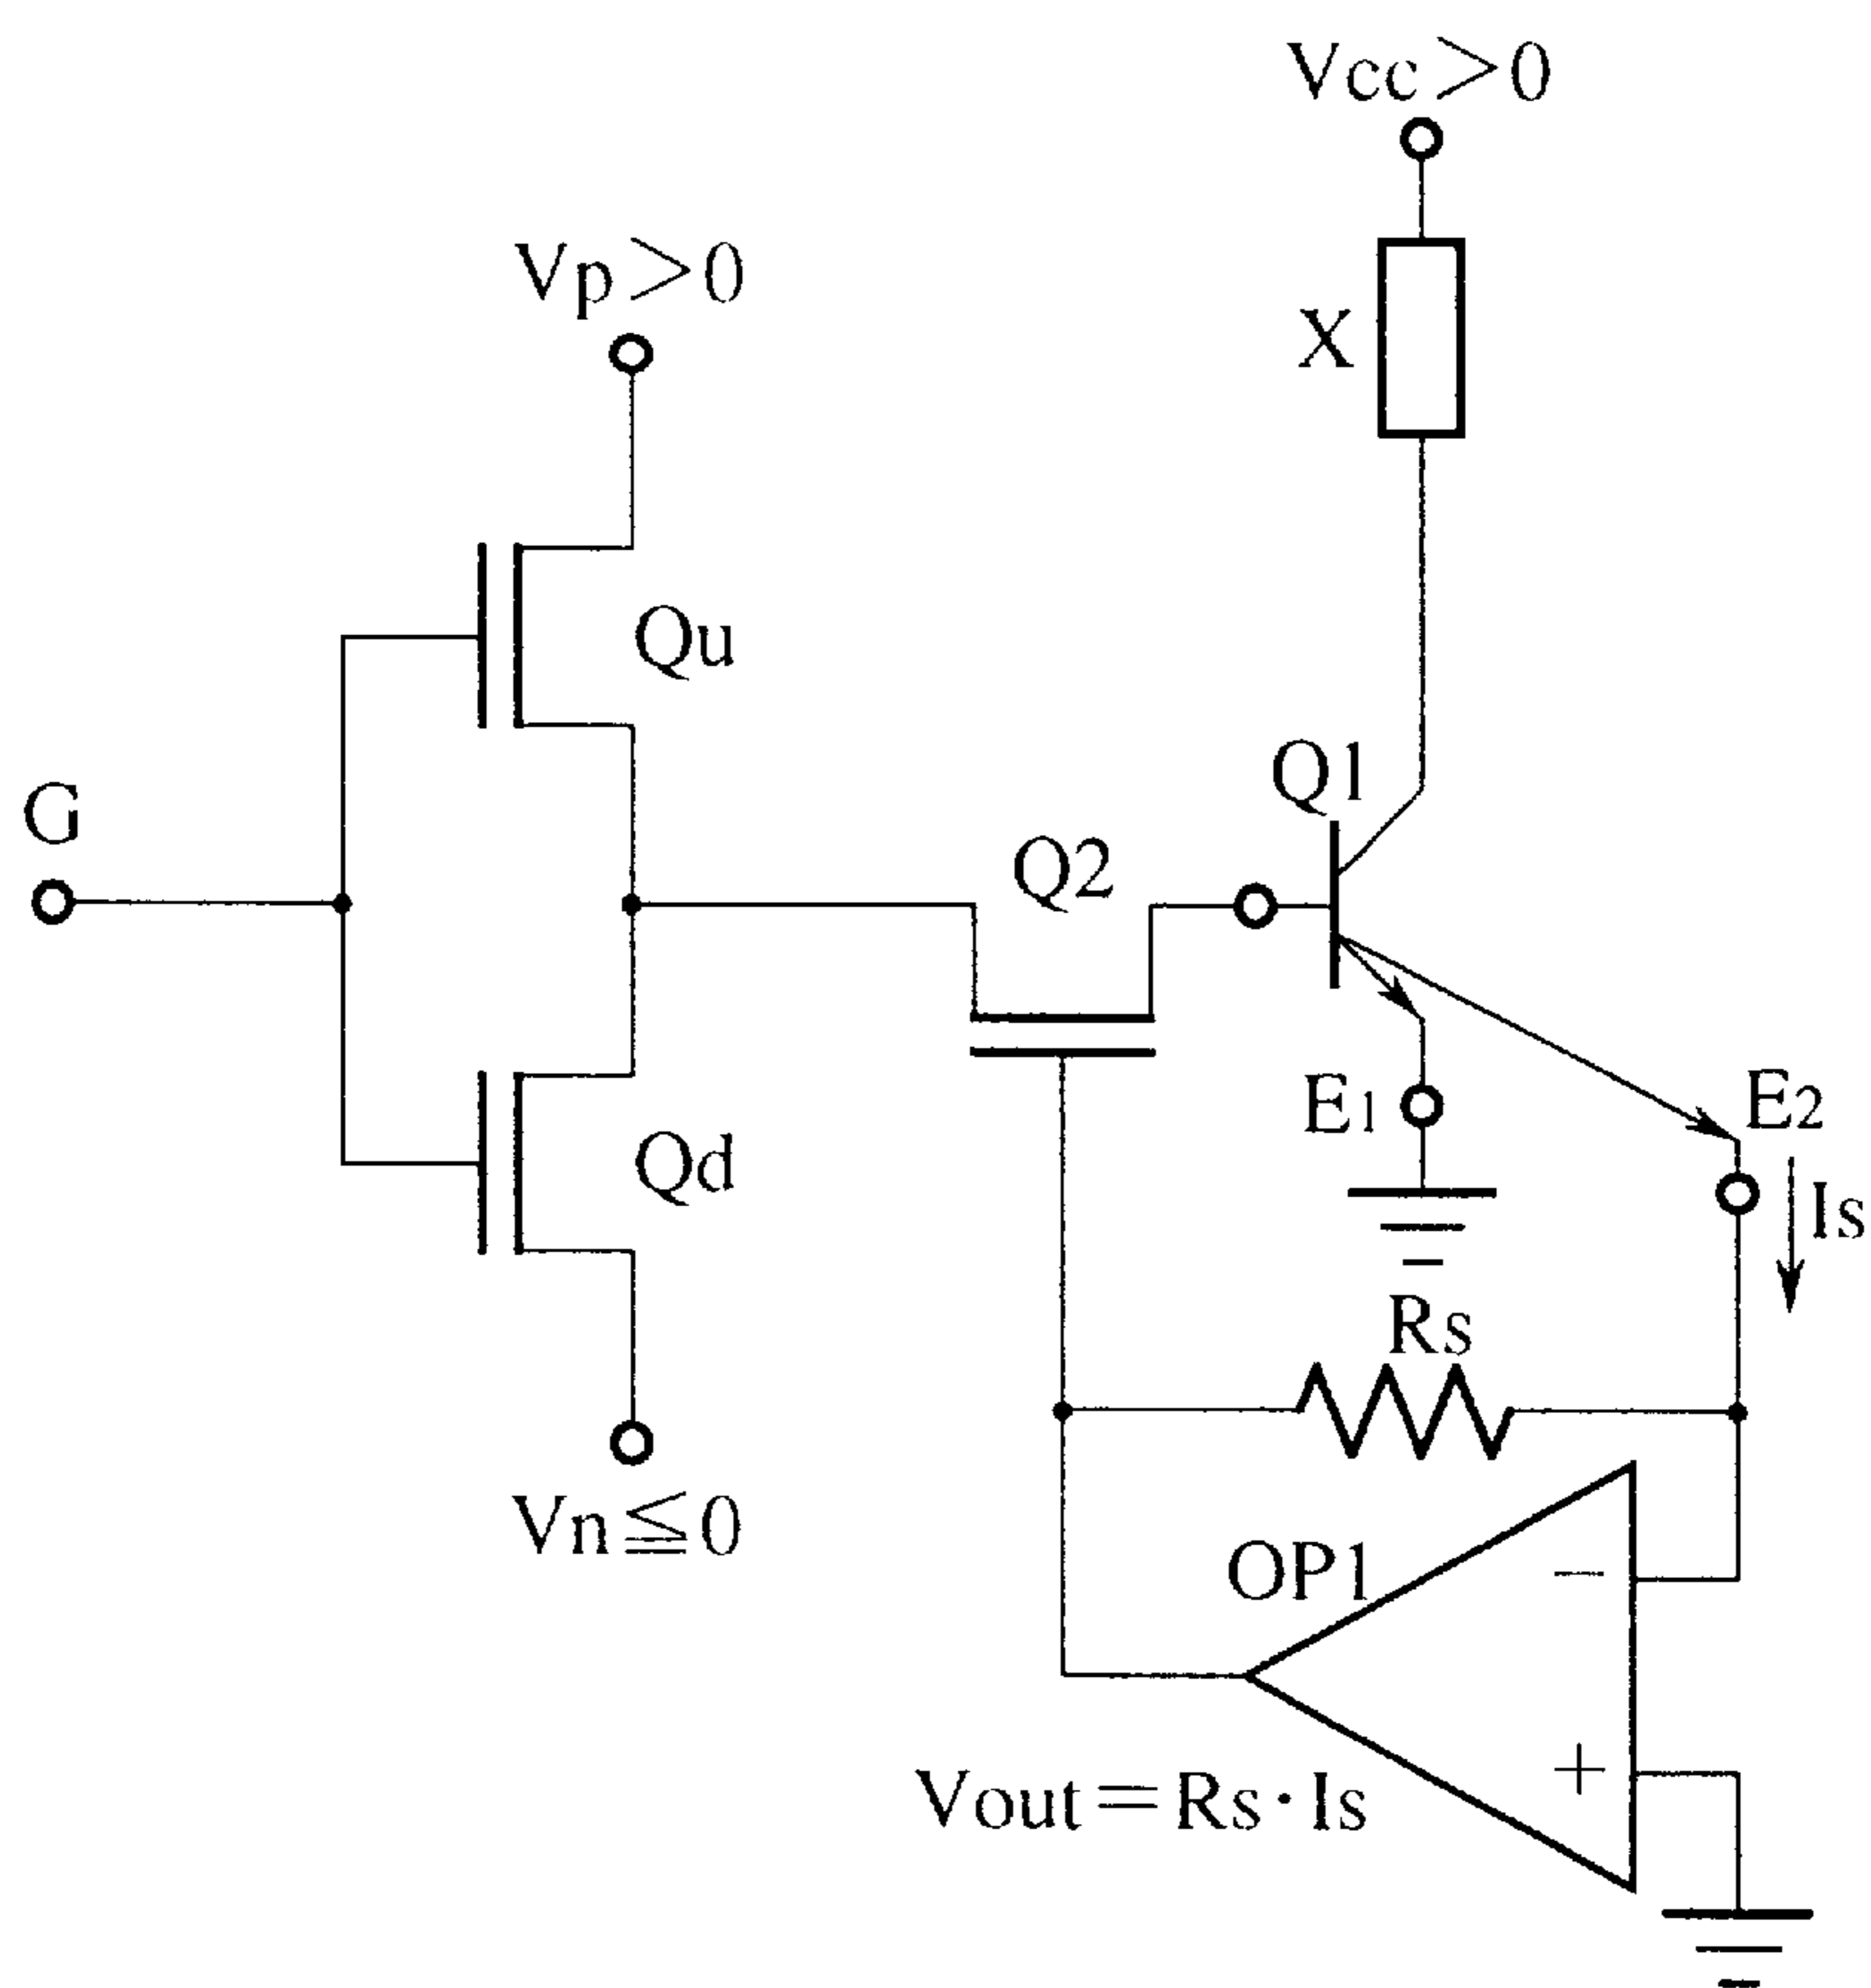 Vcc>0
Vp>0
X
Qu
Q1
G
Q2
E1
E2
Qd
Is
Rs
Vn≦0
OP1
−
+
Vout=Rs·Is